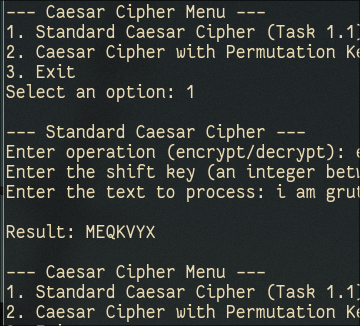 --- Caesar Cipher Menu ---
1. Standard Caesar Cipher (Task 1.1)
2. Caesar Cipher with Permutation Ke
3. Exit
Select an option: 1
--- Standard Caesar Cipher ---
Enter operation (encrypt/decrypt): e
Enter the shift key (an integer betw
Enter the text to process: i am grut
Result: MEQKVYX
--- Caesar Cipher Menu ---
1. Standard Caesar Cipher (Task 1.1)
2. Caesar Cipher with Permutation Ke